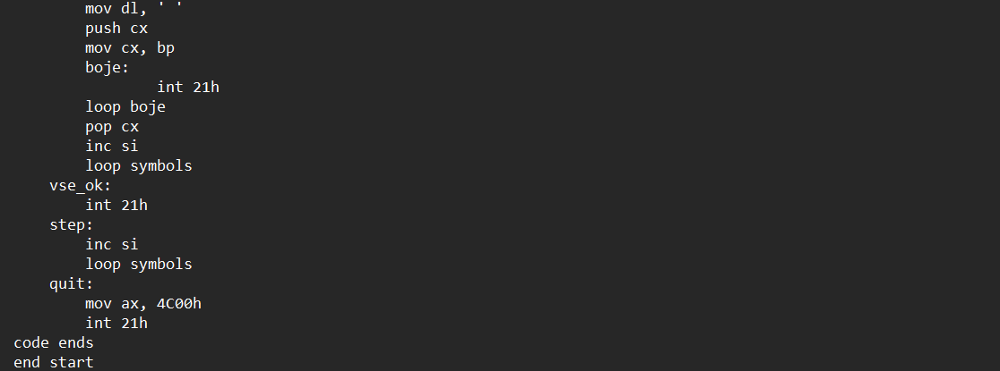 mov dl, ' '
push cx
mov cx, bp
boje:
int 21h
loop boje
pop cx
inc si
loop symbols
vse_ok:
int 21h
step:
inc si
loop symbols
quit:
mov ax, 4C00h
int 21h
code ends
end start